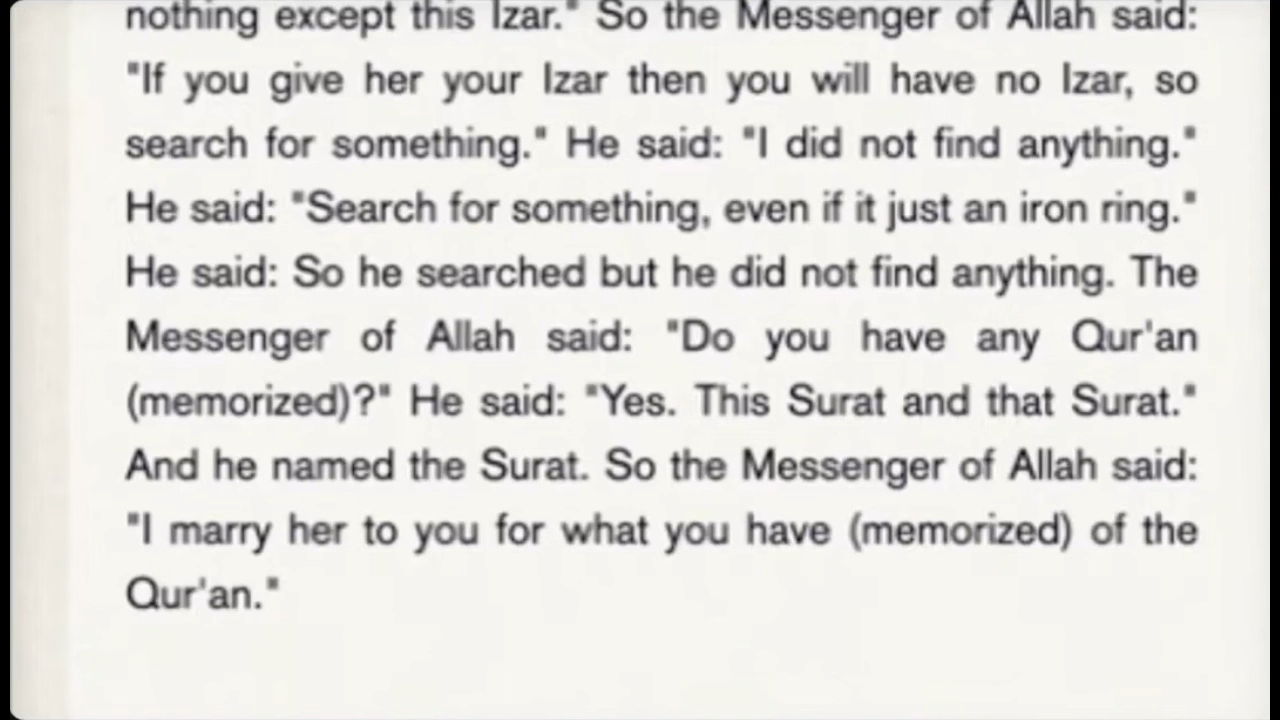 nothing except this Izar." So the Messenger of Allah said:
"If you give her your Izar then you will have no Izar, so
search for something." He said: "I did not find anything."
He said: "Search for something, even if it just an iron ring."
He said: So he searched but he did not find anything. The
Messenger of Allah said: "Do you have any Qur'an
(memorized)?" He said: "Yes. This Surat and that Surat."
And he named the Surat. So the Messenger of Allah said:
"I marry her to you for what you have (memorized) of the
Qur'an."